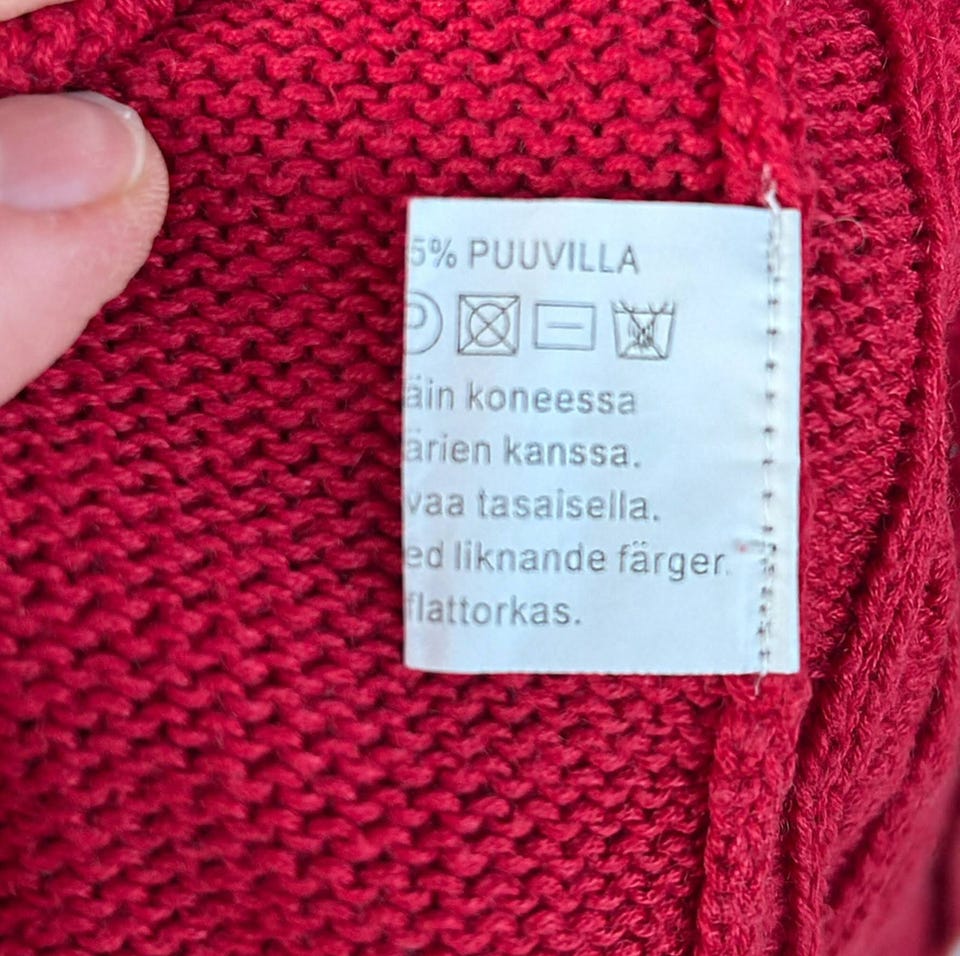 5% PUUVILLA
P
äin koneessa
ärien kanssa.
vaa tasaisella.
ed liknande färger.
flattorkas.